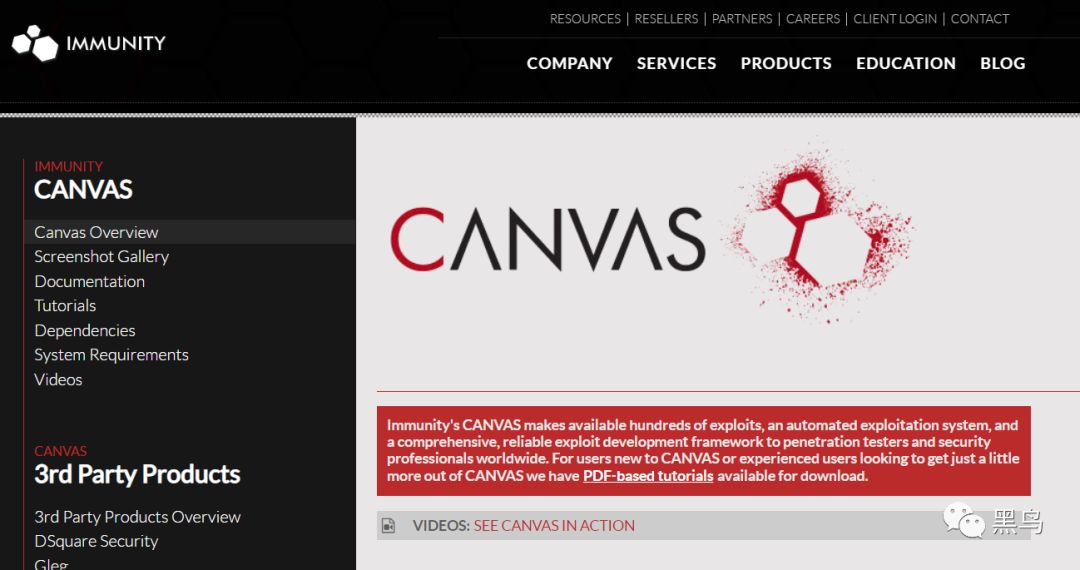 RESOURCES | RESELLERS | PARTNERS | CAREERS | CLIENT LOGIN | CONTACT
IMMUNITY
COMPANY SERVICES PRODUCTS EDUCATION BLOG
IMMUNITY
CANVAS
Canvas Overview
Screenshot Gallery
Documentation
Tutorials
Dependencies
System Requirements
Videos
CANVAS
3rd Party Products
3rd Party Products Overview
DSquare Security
Gleg
CANVAS
Immunity's CANVAS makes available hundreds of exploits, an automated exploitation system, and
a comprehensive, reliable exploit development framework to penetration testers and security
professionals worldwide. For users new to CANVAS or experienced users looking to get just a little
more out of CANVAS we have PDF-based tutorials available for download.
VIDEOS: SEE CANVAS IN ACTION
黑鸟